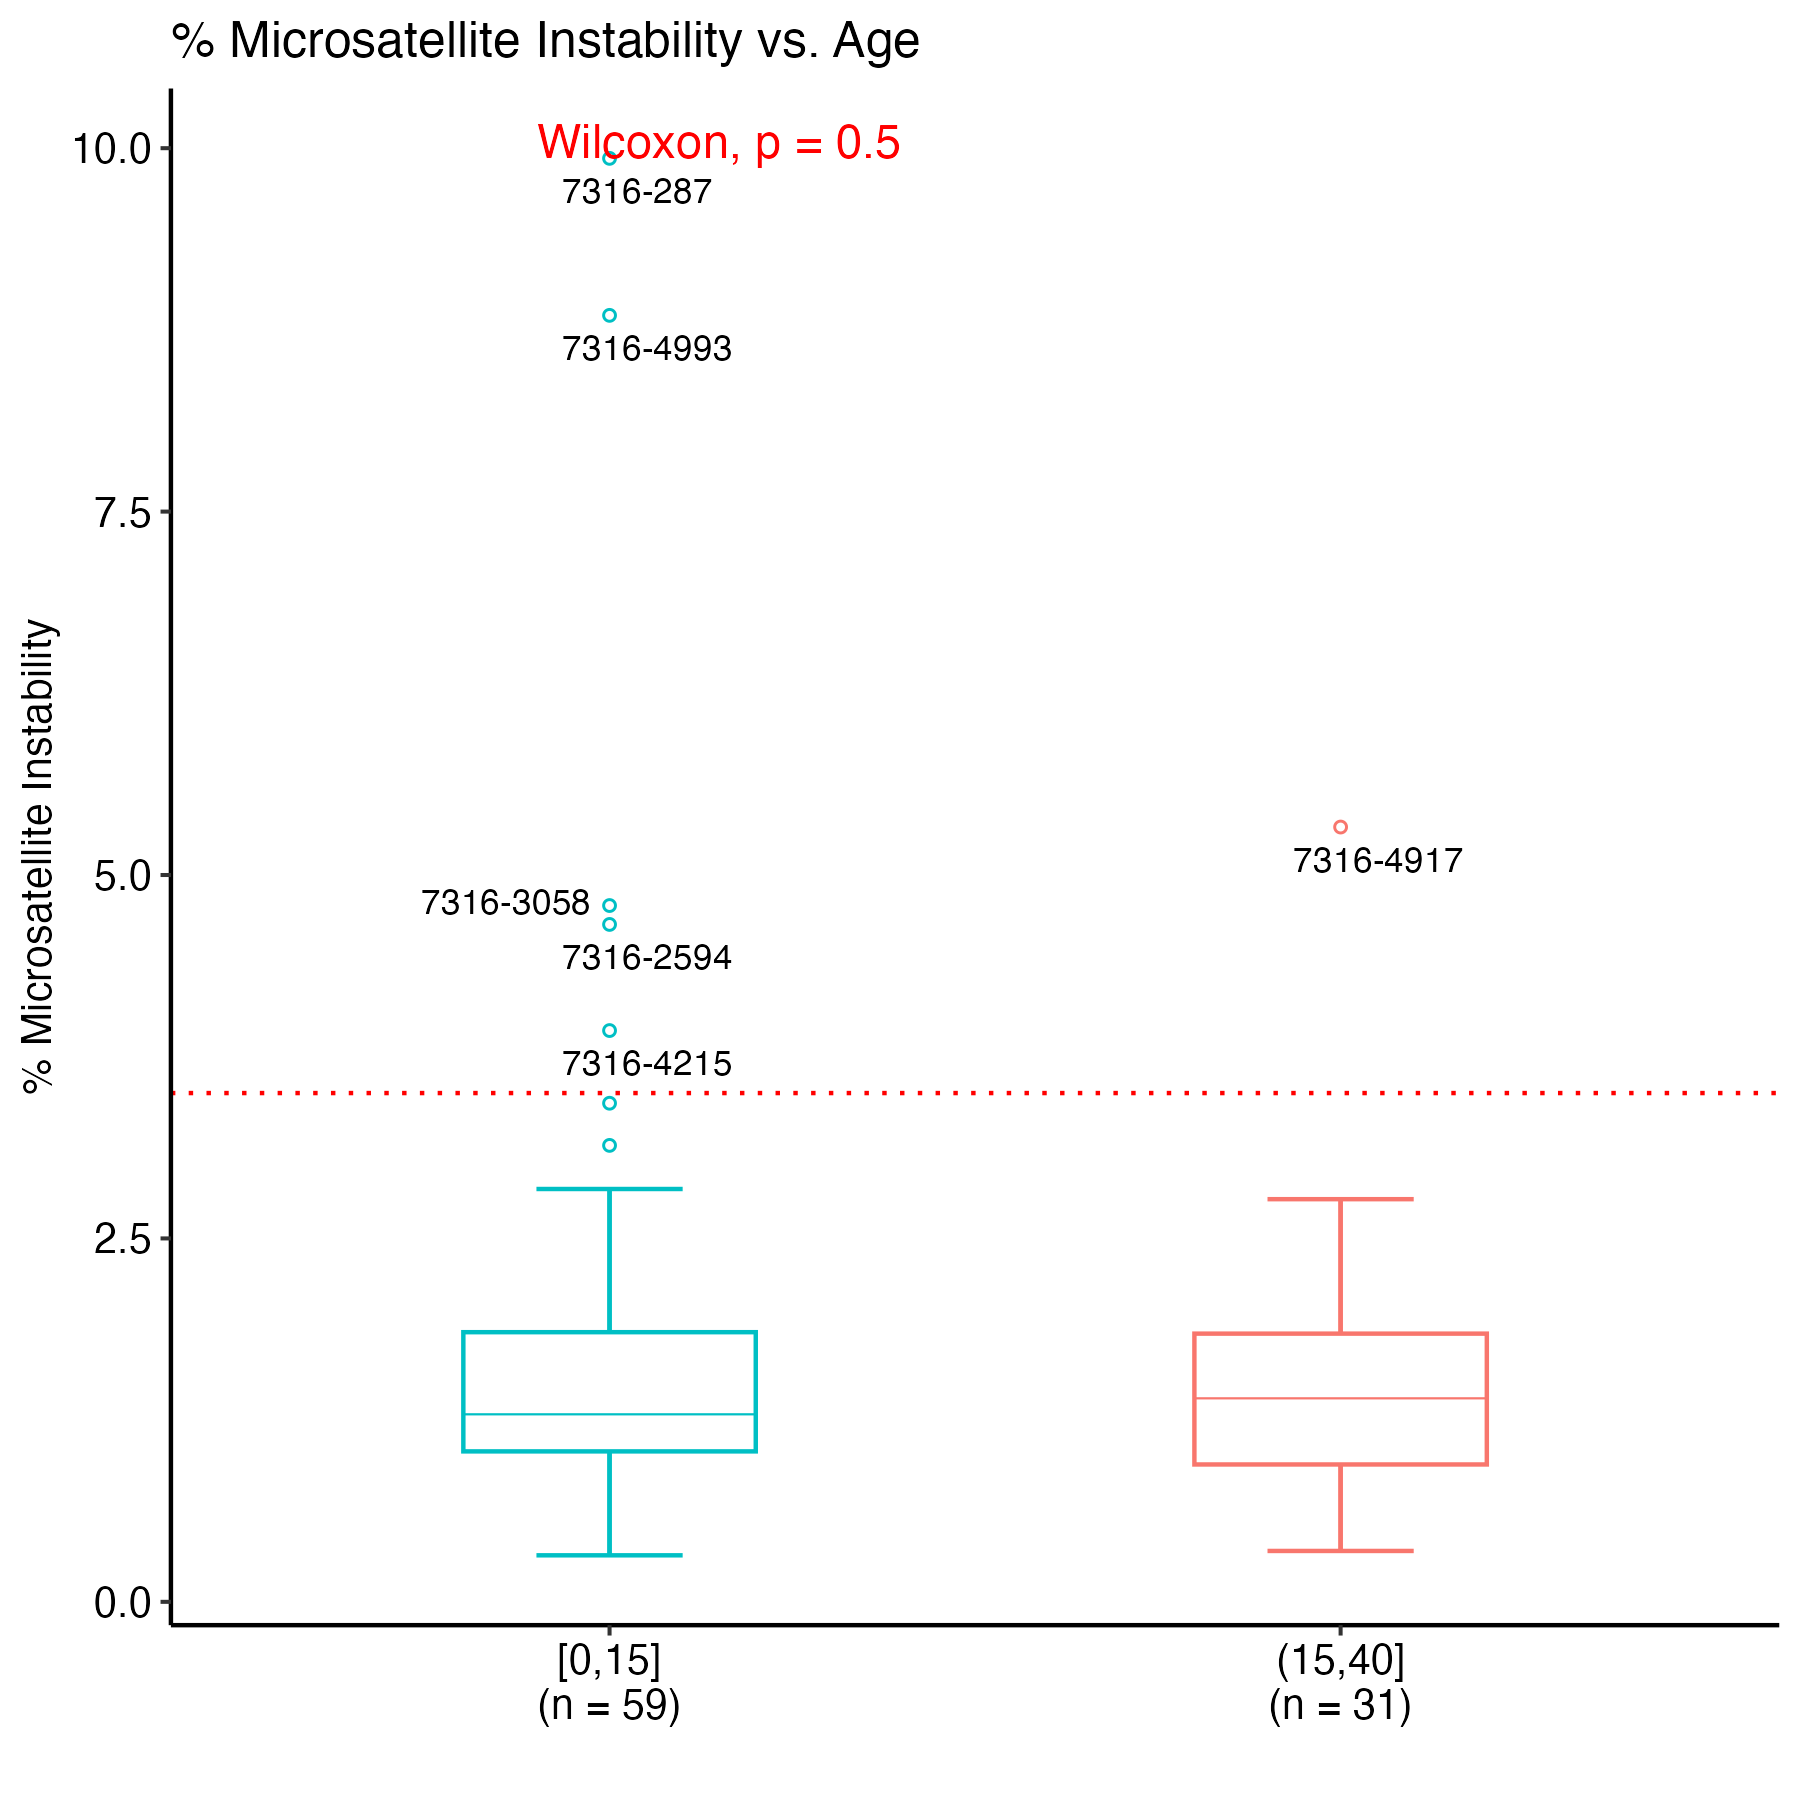 % Microsatellite Instability vs. Age
Wilcoxon, p = 0.5
10.0
7316-287
7316-4993
7.5
% Microsatellite Instability
7316-4917
5.0
7316-3058
7316-2594
7316-4215
2.5
0.0
[0,15]
(n = 59)
(15,40]
(n = 31)